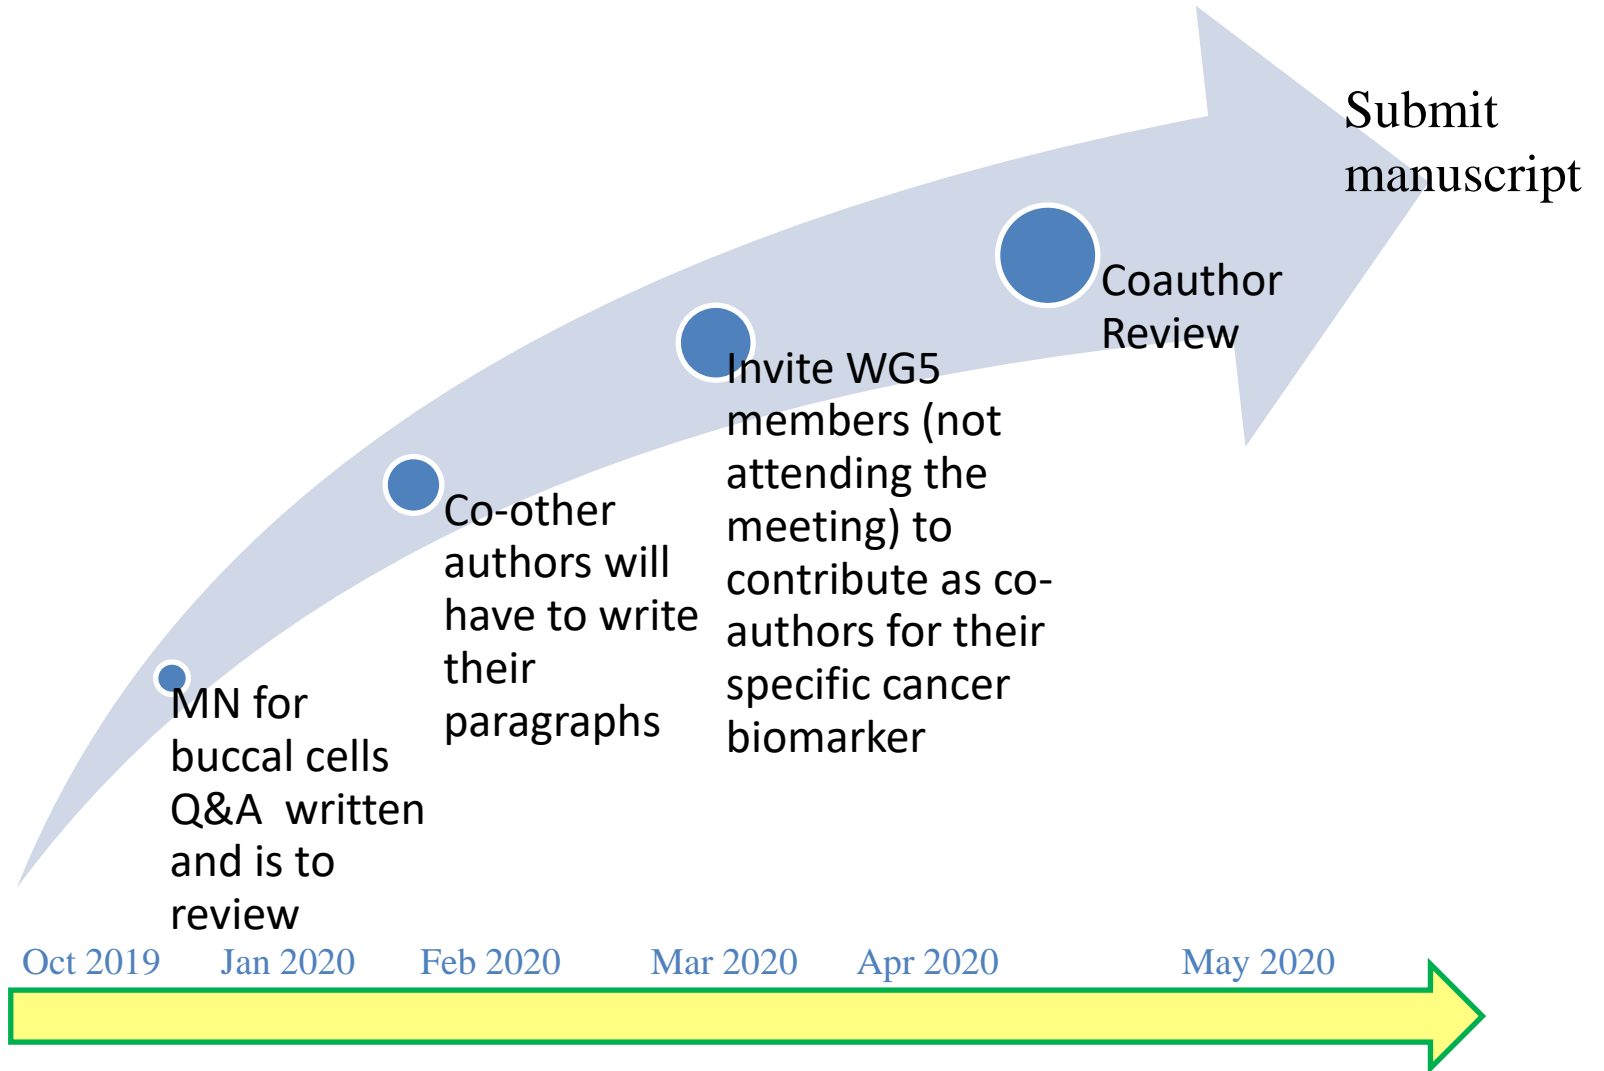 Submit
manuscript
Coauthor
Review
Invite WG5
members (not
attending the
meeting) to
contribute as co-
authors for their
specific cancer
biomarker
Co-other
authors will
have to write
their
paragraphs
MN for
buccal cells
Q&A  written
and is to
review
Oct 2019 Jan 2020 Feb 2020 Mar 2020 Apr 2020 May 2020